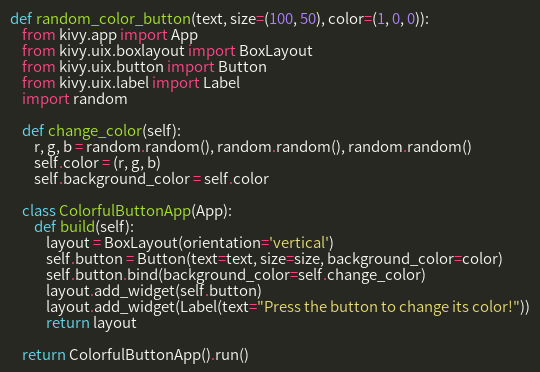 def random_color_button(text, size=(100, 50), color=(1, 0, 0)):
    from kivy.app import App
    from kivy.uix.boxlayout import BoxLayout
    from kivy.uix.button import Button
    from kivy.uix.label import Label
    import random

    def change_color(self):
        r, g, b = random.random(), random.random(), random.random()
        self.color = (r, g, b)
        self.background_color = self.color

    class ColorfulButtonApp(App):
        def build(self):
            layout = BoxLayout(orientation='vertical')
            self.button = Button(text=text, size=size, background_color=color)
            self.button.bind(background_color=self.change_color)
            layout.add_widget(self.button)
            layout.add_widget(Label(text="Press the button to change its color!"))
            return layout

    return ColorfulButtonApp().run()